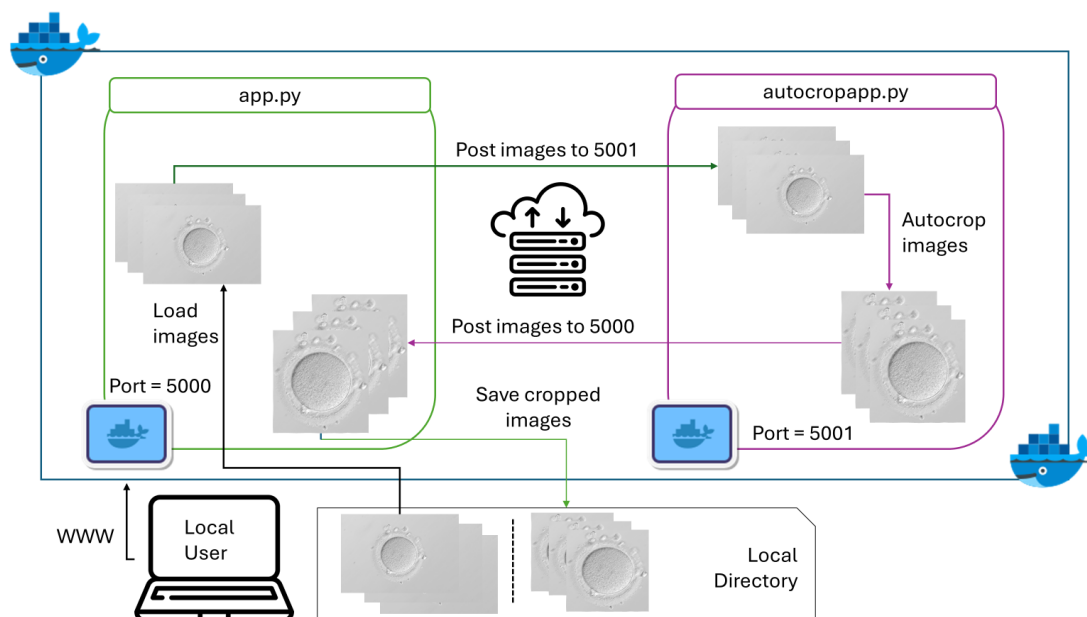 app.py
autocropapp.py
Post images to 5001
Autocrop
images
Load
images
Post images to 5000
Port = 5000
Save cropped
images
Port = 5001
WWW
Local
User
Local
Directory